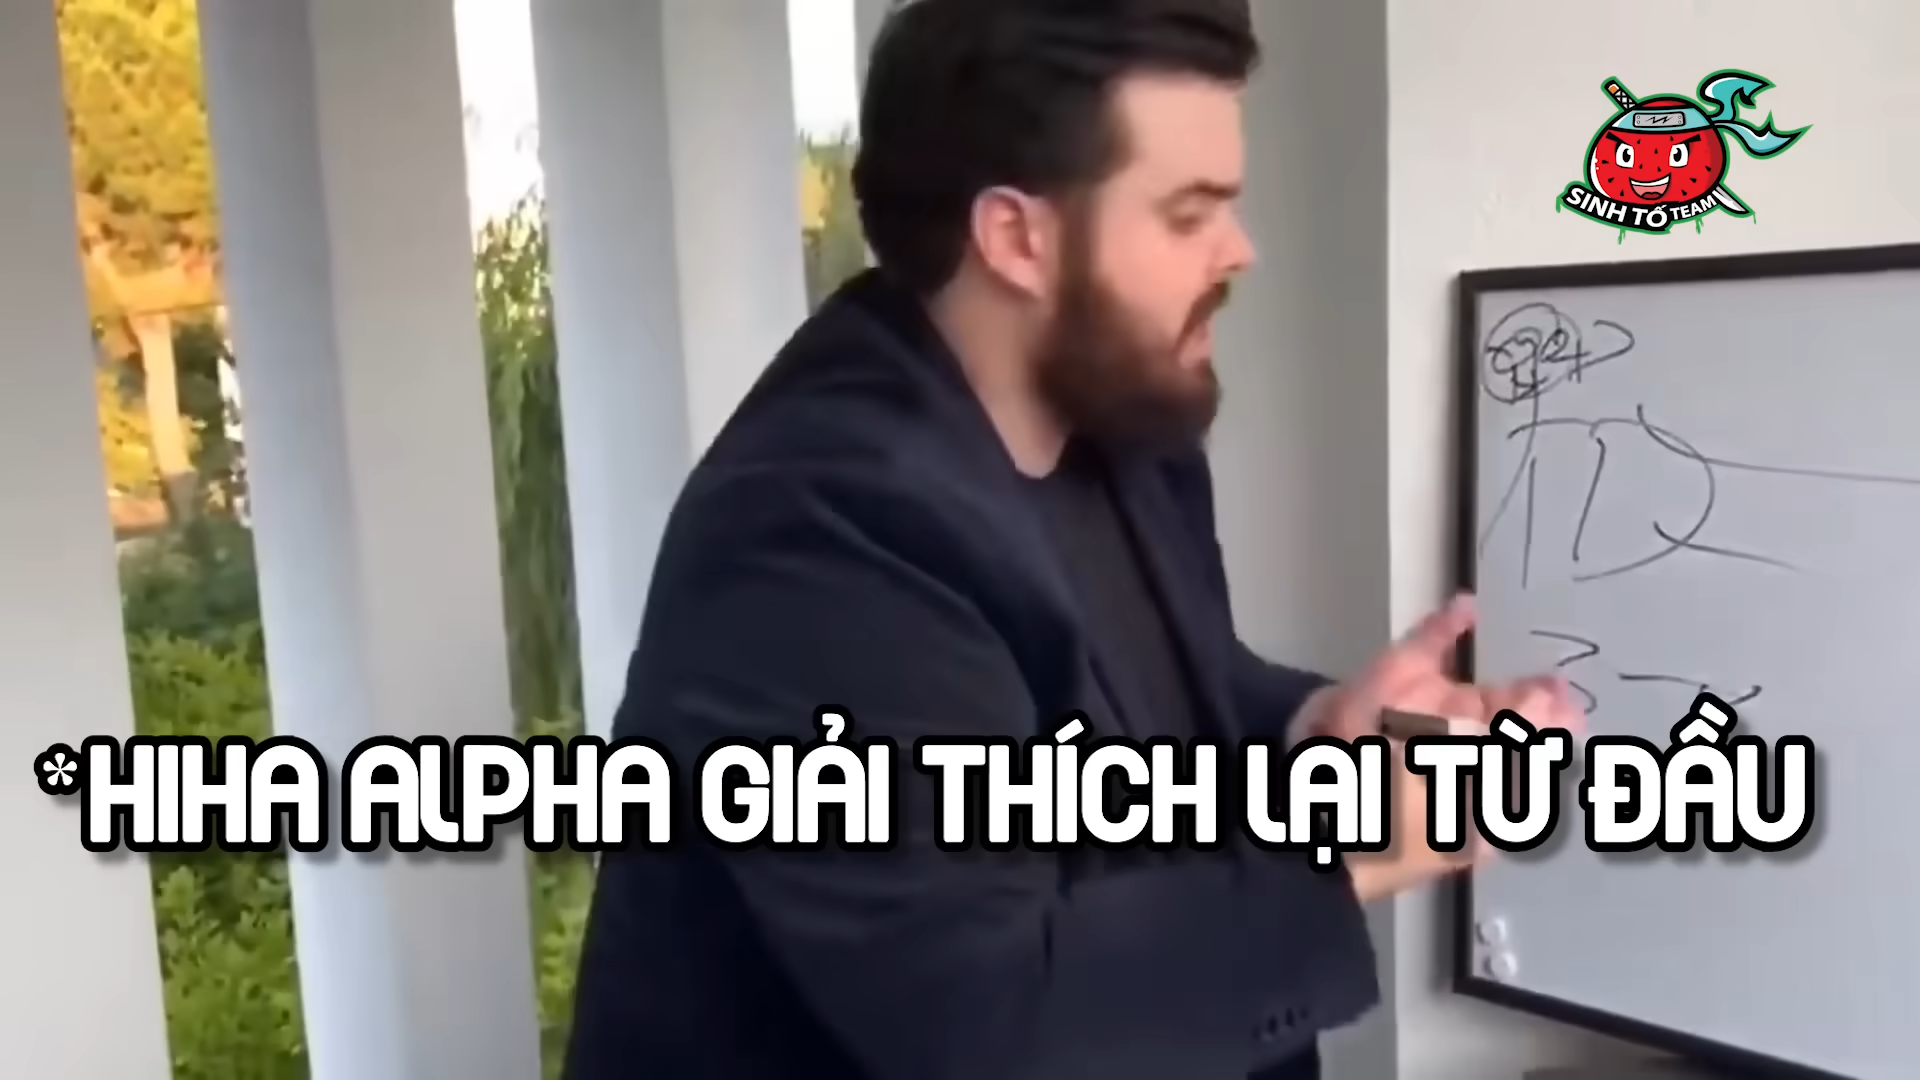 SINH TỐ TEAM
*HIHA ALPHA GIẢI THÍCH LẠI TỪ ĐẦU